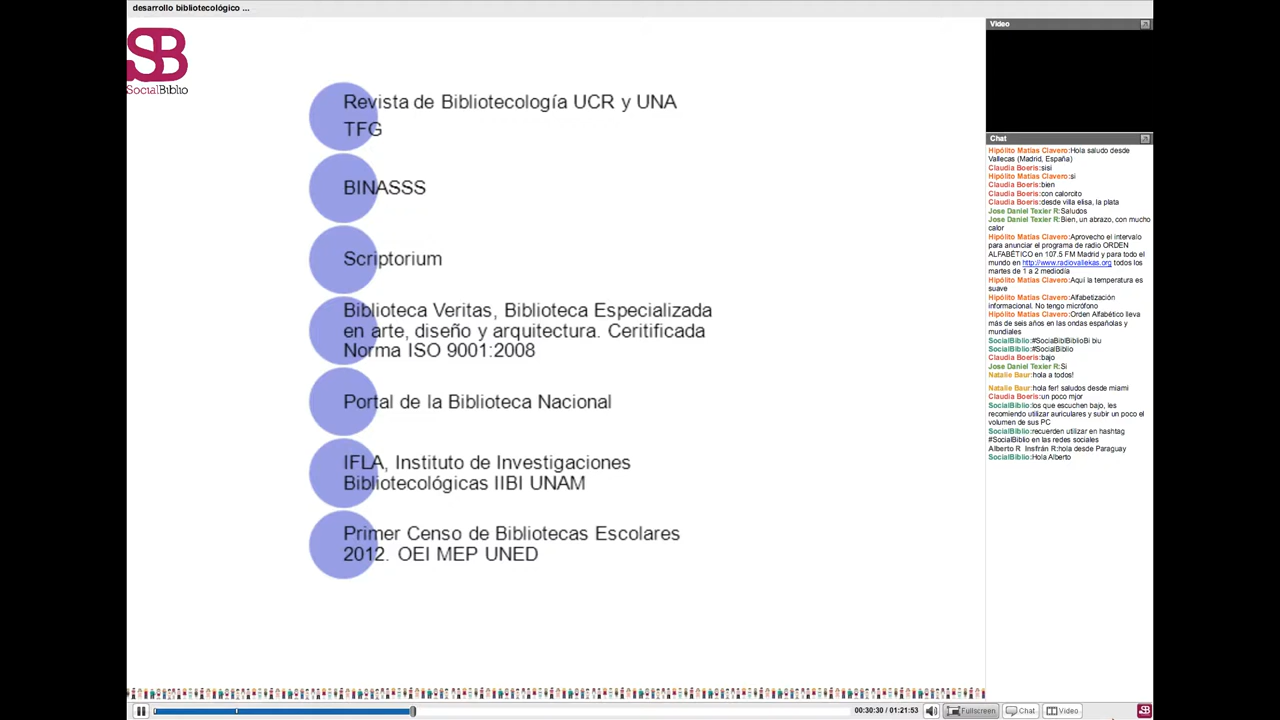 desarrollo bibliotecológico ...
SB
SocialBiblio
Revista de Bibliotecología UCR y UNA
TFG
BINASSS
Scriptorium
Biblioteca Veritas, Biblioteca Especializada
en arte, diseño y arquitectura. Ceritificada
Norma ISO 9001:2008
Portal de la Biblioteca Nacional
IFLA, Instituto de Investigaciones
Bibliotecológicas IIBI UNAM
Primer Censo de Bibliotecas Escolares
2012. OEI MEP UNED
Video
Chat
Hipólito Matías Clavero:Hola saludo desde
Vallecas (Madrid, España)
Claudia Boeris:sisi
Hipólito Matías Clavero:si
Claudia Boeris:bien
Claudia Boeris:con calorcito
Claudia Boeris:desde villa elisa, la plata
Jose Daniel Texier R:Saludos
Jose Daniel Texier R:Bien, un abrazo, con mucho
calor
Hipólito Matías Clavero:Aprovecho el intervalo
para anunciar el programa de radio ORDEN
ALFABÉTICO en 107.5 FM Madrid y para todo el
mundo en http://www.radiovallekas.org todos los
martes de 1 a 2 mediodía
Hipólito Matías Clavero:Aquí la temperatura es
suave
Hipólito Matías Clavero:Alfabetización
informacional. No tengo micrófono
Hipólito Matías Clavero:Orden Alfabético lleva
más de seis años en las ondas españolas y
mundiales
SocialBiblio:#SociaBiblBiblioBi biu
SocialBiblio:#SocialBiblio
Claudia Boeris:bajo
Jose Daniel Texier R:Si
Natalie Baur:hola a todos!
Natalie Baur:hola fer! saludos desde miami
Claudia Boeris:un poco mjor
SocialBiblio:los que escuchen bajo, les
recomiendo utilizar auriculares y subir un poco el
volumen de sus PC
SocialBiblio:recuerden utilizar en hashtag
#SocialBiblio en las redes sociales
Alberto R Insfrán R:hola desde Paraguay
SocialBiblio:Hola Alberto
00:30:30 / 01:21:53
Fullscreen
Chat
Video
SB